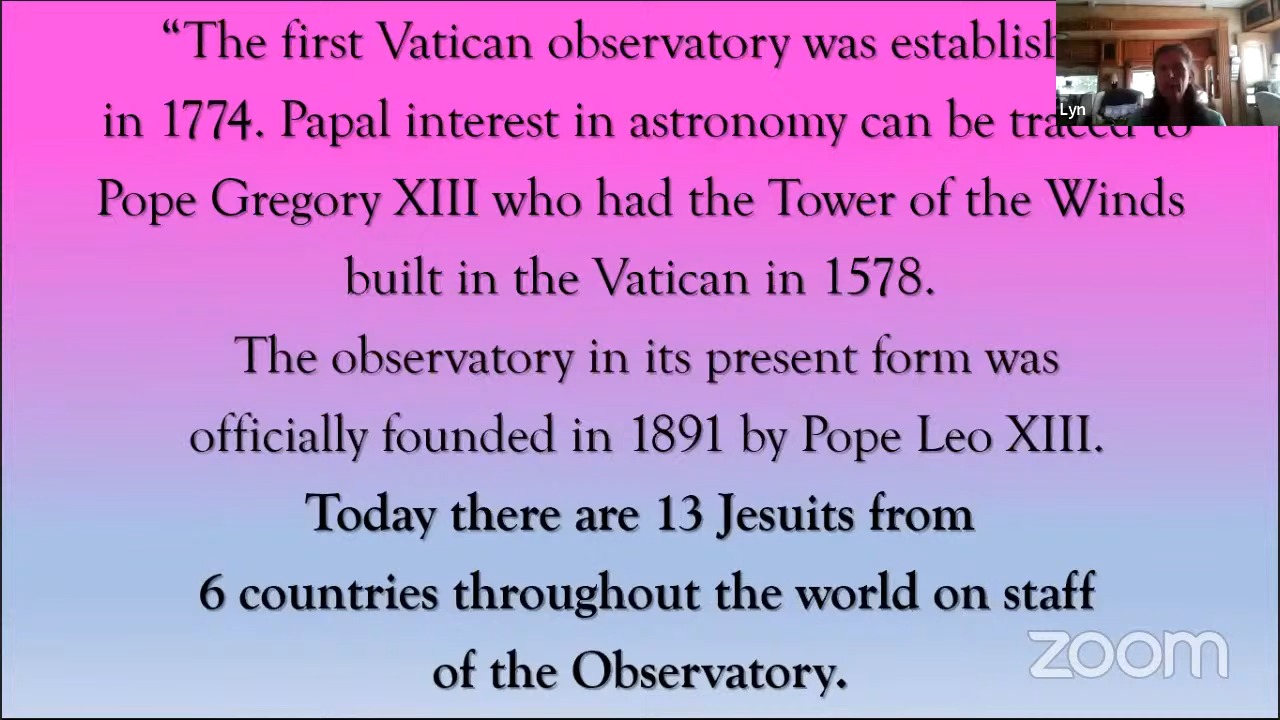 “The first Vatican observatory was establish
in 1774. Papal interest in astronomy can be traced to
Pope Gregory XIII who had the Tower of the Winds
built in the Vatican in 1578.
The observatory in its present form was
officially founded in 1891 by Pope Leo XIII.
Today there are 13 Jesuits from
6 countries throughout the world on staff
of the Observatory.
Lyn
zoom